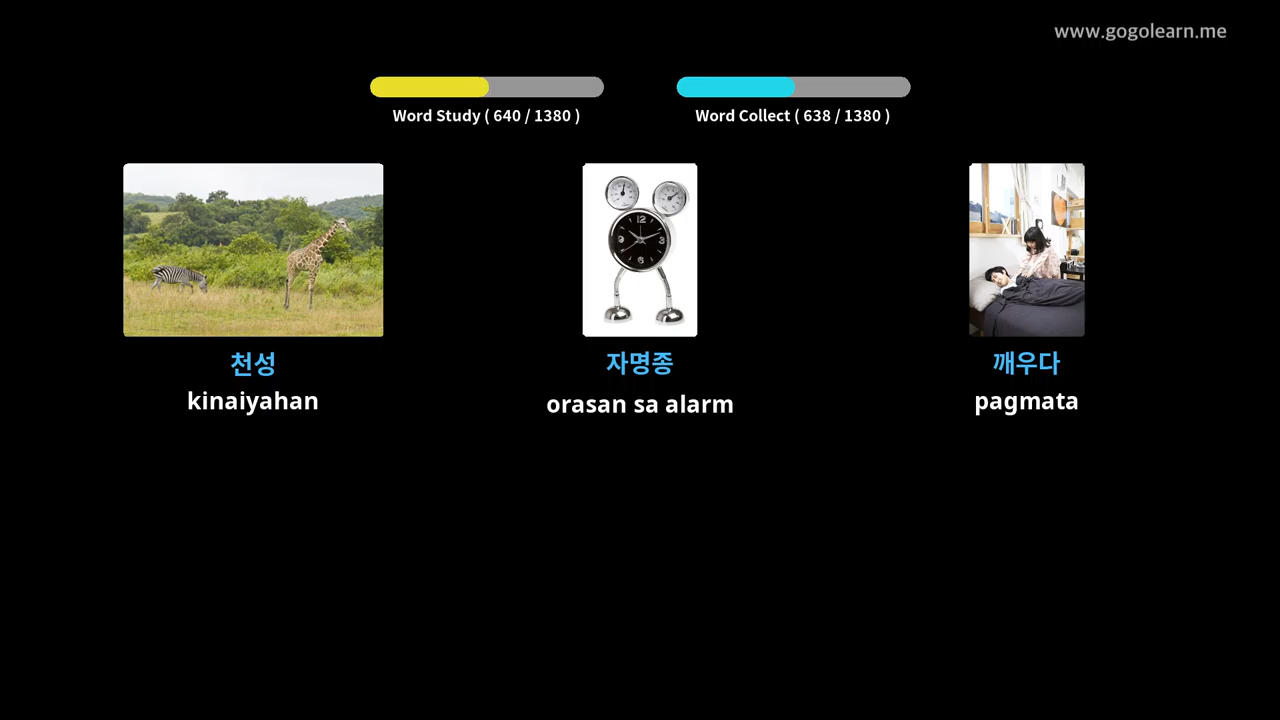 www.gogolearn.me
Word Study ( 640 / 1380 )
Word Collect ( 638 / 1380 )
천성
자명종
깨우다
kinaiyahan
orasan sa alarm
pagmata